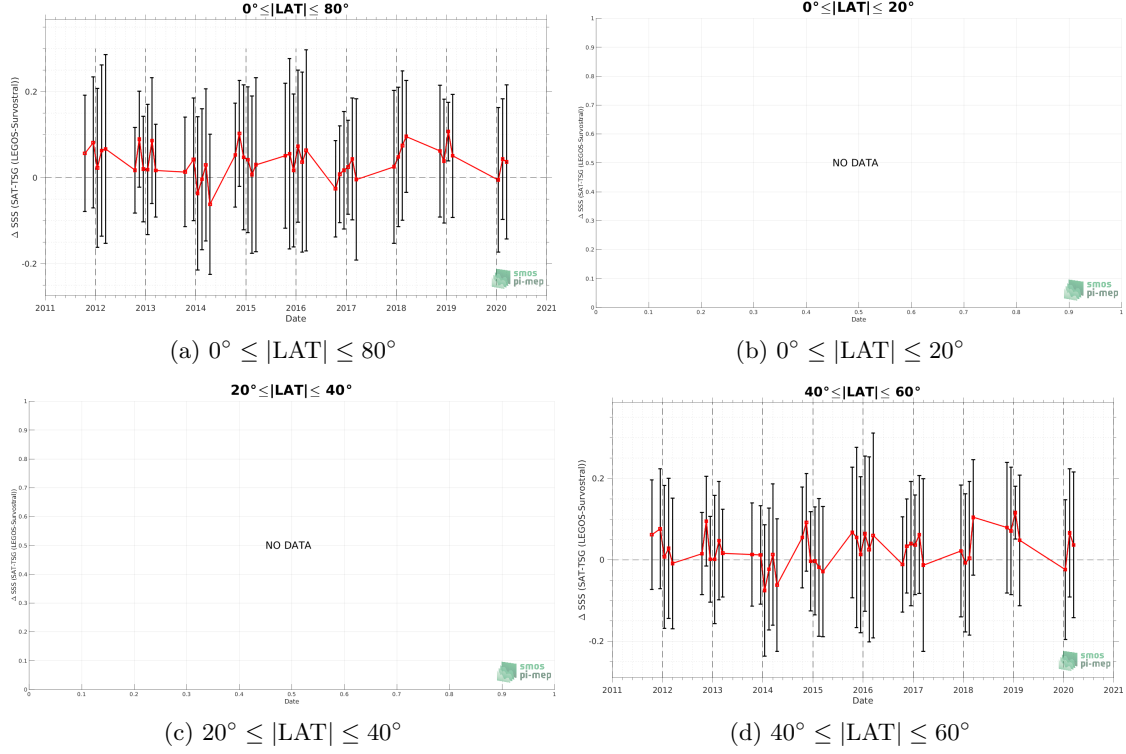 0°≤|LAT|≤ 80°
Δ SSS (SAT-TSG (LEGOS-Survostral))
0.2
0
-0.2
2011 2012 2013 2014 2015 2016 2017 2018 2019 2020 2021
Date
smos
pi-mep
(a) 0° ≤ |LAT| ≤ 80°
0°≤|LAT|≤ 20°
Δ SSS (SAT-TSG (LEGOS-Survostral))
1
0.9
0.8
0.7
0.6
0.5
0.4
0.3
0.2
0.1
0
NO DATA
0 0.1 0.2 0.3 0.4 0.5 0.6 0.7 0.8 0.9 1
Date
smos
pi-mep
(b) 0° ≤ |LAT| ≤ 20°
20°≤|LAT|≤ 40°
Δ SSS (SAT-TSG (LEGOS-Survostral))
1
0.9
0.8
0.7
0.6
0.5
0.4
0.3
0.2
0.1
0
NO DATA
0 0.1 0.2 0.3 0.4 0.5 0.6 0.7 0.8 0.9 1
Date
smos
pi-mep
(c) 20° ≤ |LAT| ≤ 40°
40°≤|LAT|≤ 60°
Δ SSS (SAT-TSG (LEGOS-Survostral))
0.2
0
-0.2
2011 2012 2013 2014 2015 2016 2017 2018 2019 2020 2021
Date
smos
pi-mep
(d) 40° ≤ |LAT| ≤ 60°